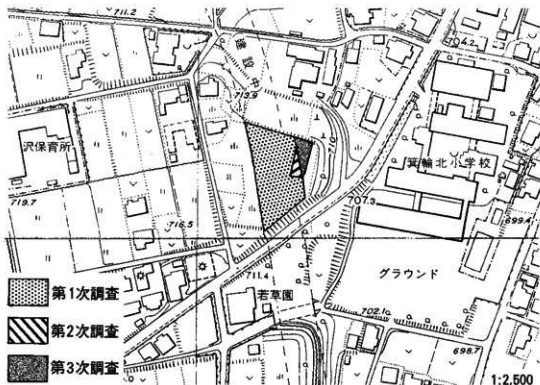 711.2
704.2
713.9
710
沢保育所
箕輪北小学校
719.7
707.3
716.5
699.4
711.4
グラウンド
第1次調査
若草園
702.1
第2次調査
第3次調査
698.7
1:2,500